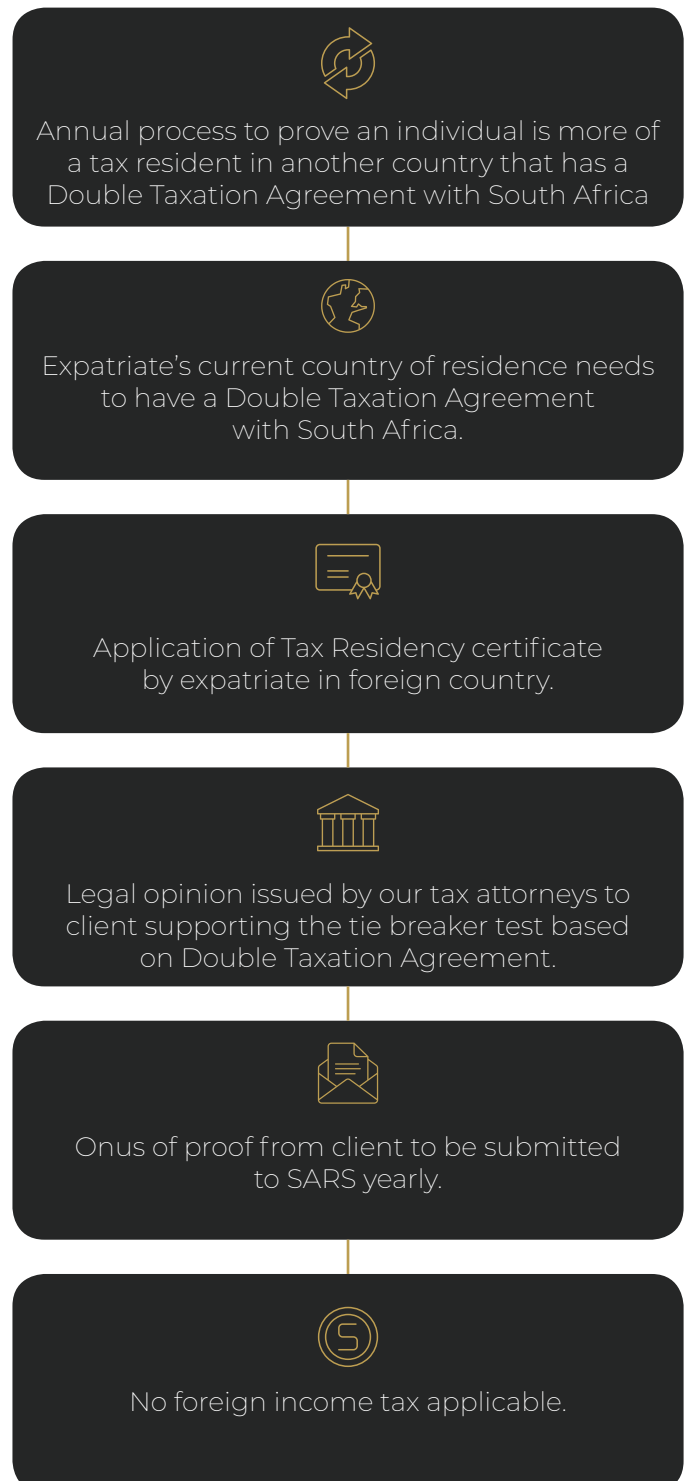 Annual process to prove an individual is more of
a tax resident in another country that has a
Double Taxation Agreement with South Africa
Expatriate’s current country of residence needs
to have a Double Taxation Agreement
with South Africa.
Application of Tax Residency certificate
by expatriate in foreign country.
Legal opinion issued by our tax attorneys to
client supporting the tie breaker test based
on Double Taxation Agreement.
Onus of proof from client to be submitted
to SARS yearly.
S
No foreign income tax applicable.